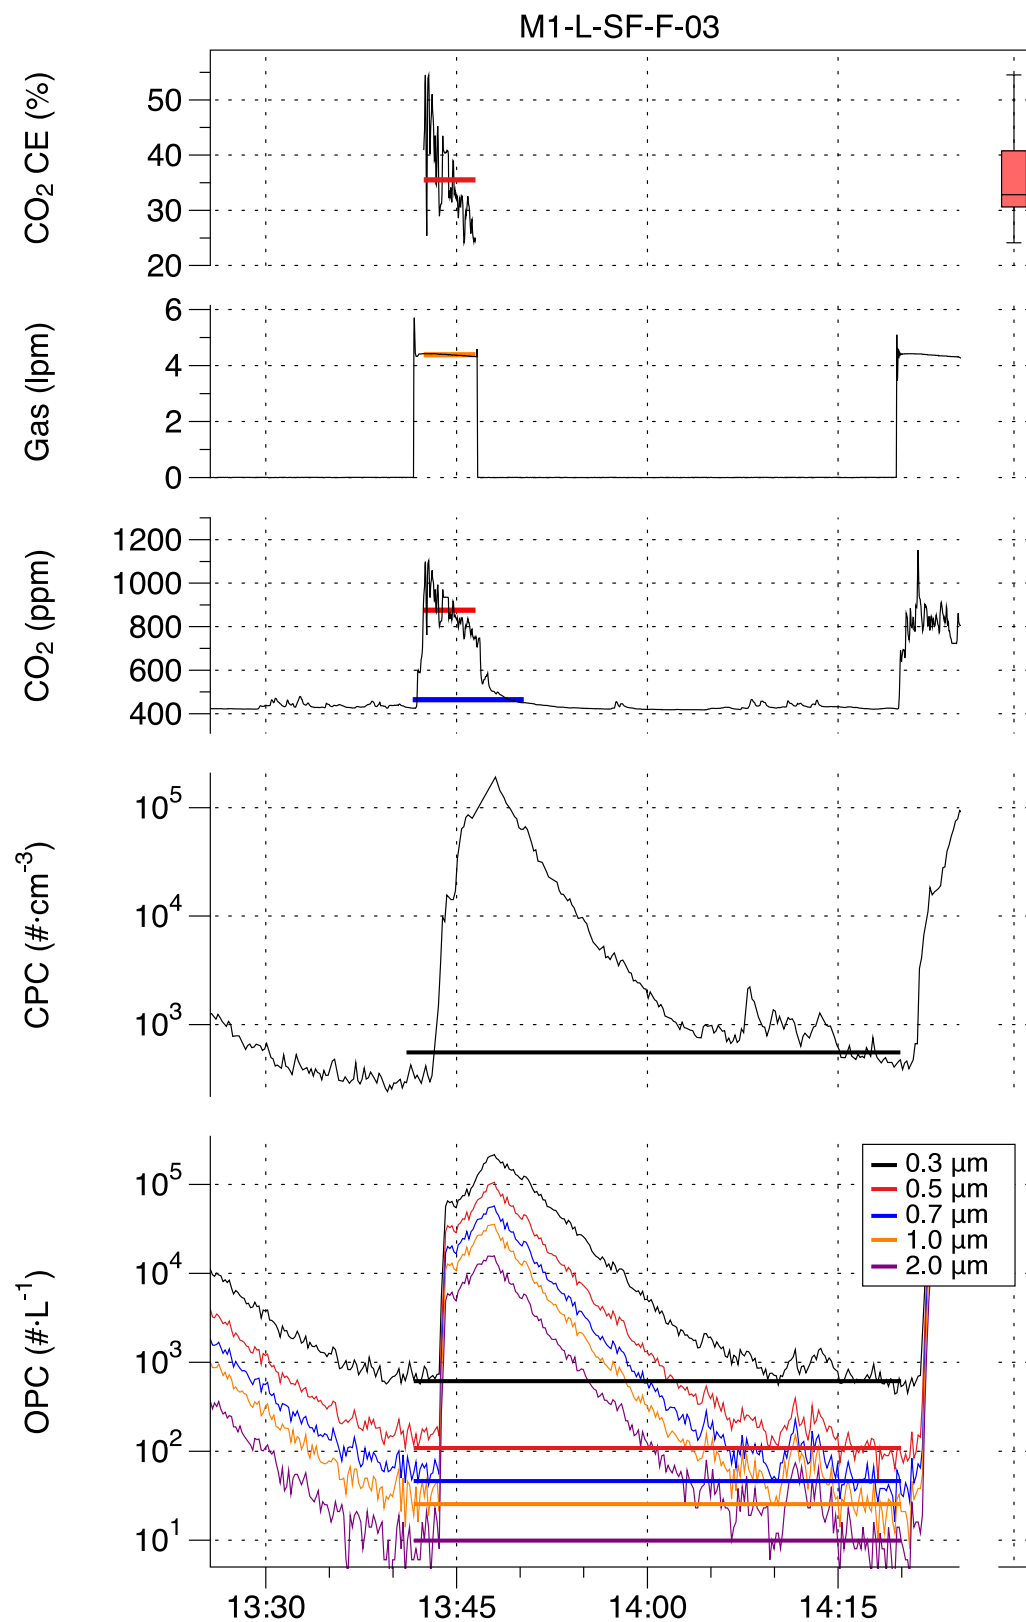 M1-L-SF-F-03
CO2 CE (%)
50
40
30
20
Gas (lpm)
6
4
2
0
CO2 (ppm)
1200
1000
800
600
400
CPC (#·cm-3)
10^5
10^4
10^3
OPC (#·L-1)
10^5
10^4
10^3
10^2
10^1
0.3 µm
0.5 µm
0.7 µm
1.0 µm
2.0 µm
13:30 13:45 14:00 14:15